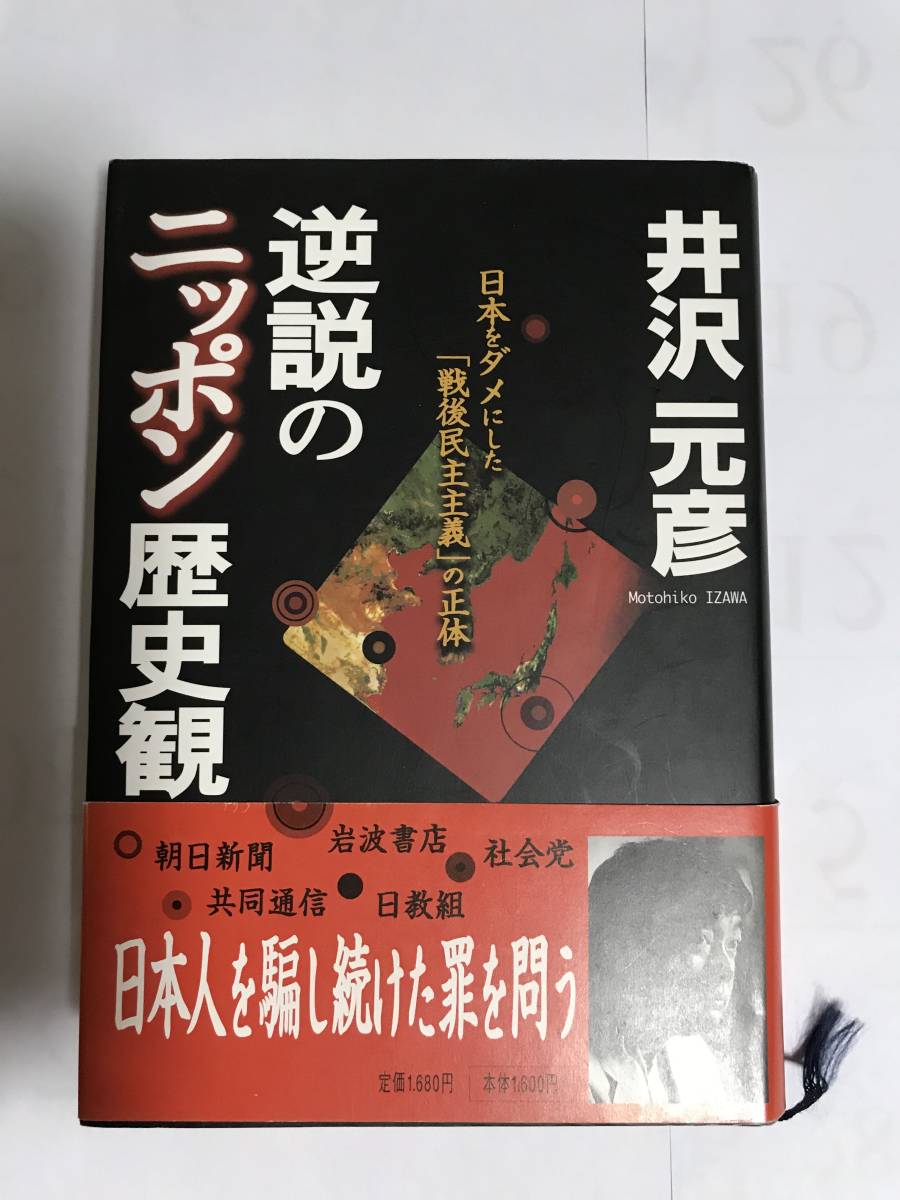 井沢元彦
Motohiko IZAWA
日本をダメにした
「戦後民主主義」の正体
逆説の
ニッポン歴史観
朝日新聞
岩波書店
社会党
共同通信
日教組
日本人を騙し続けた罪を問う
定価1,680円
本体1,600円
26
19
12
5